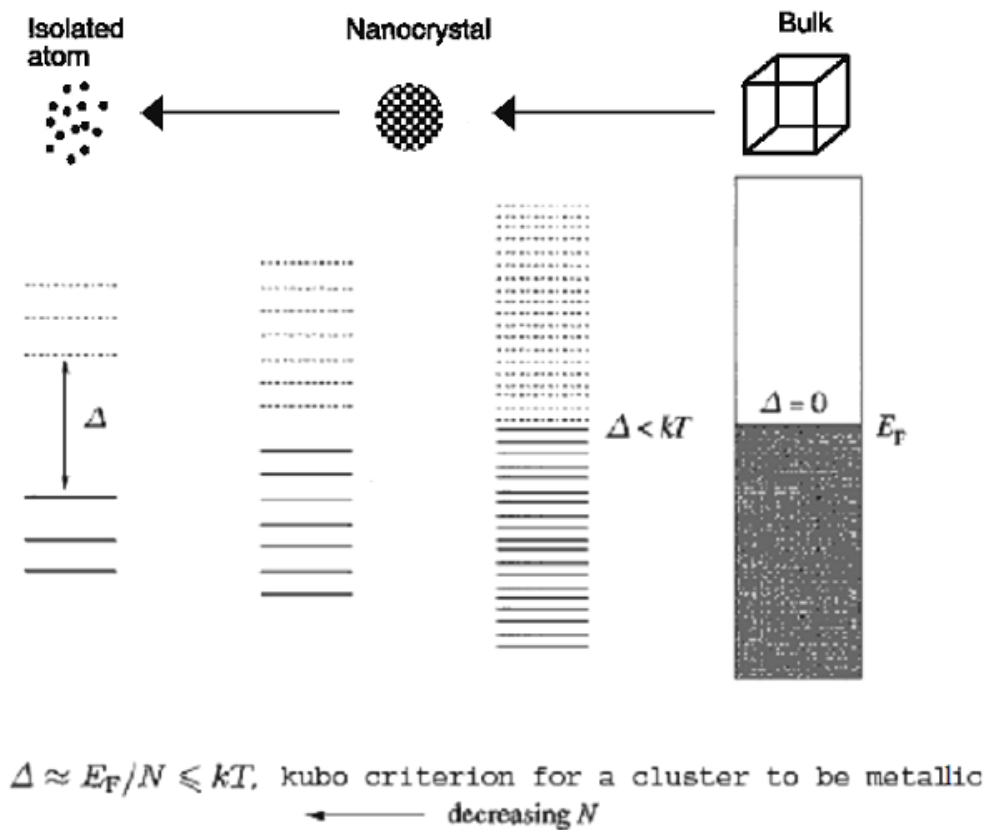 Isolated
atom
Nanocrystal
Bulk
Δ
Δ < kT
Δ = 0
E_F
Δ ≈ E_F/N ⩽ kT, kubo criterion for a cluster to be metallic
decreasing N